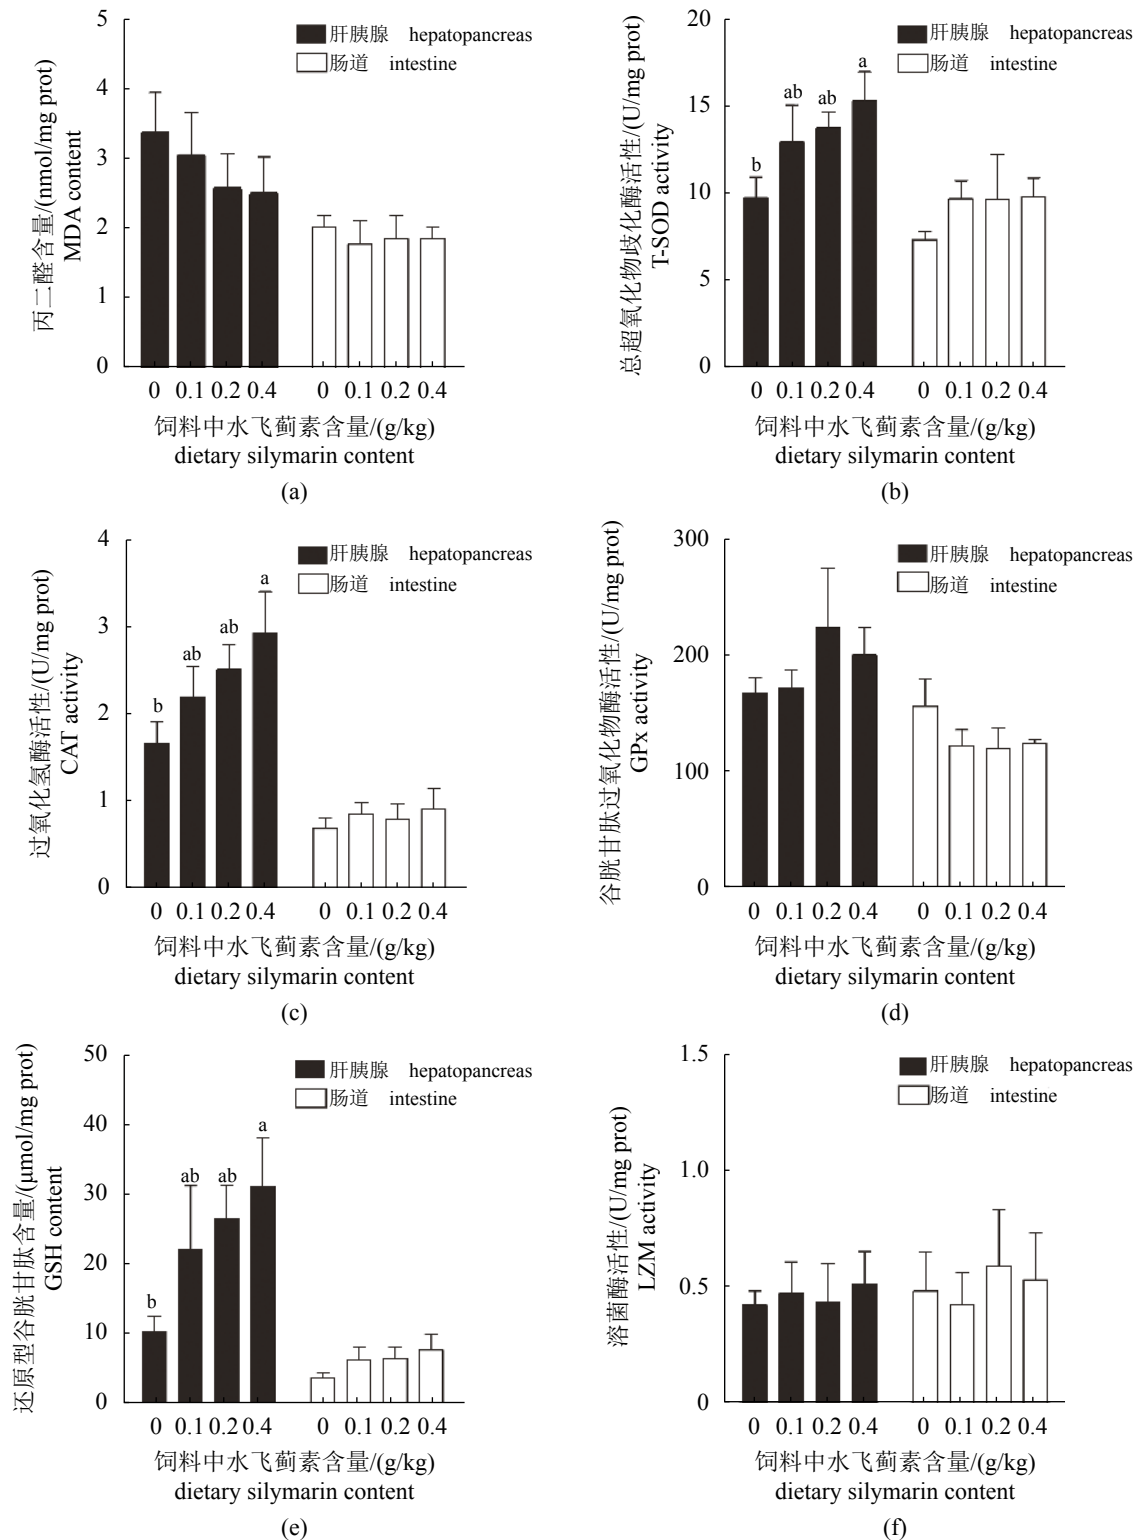 丙二醛含量/(nmol/mg prot)
MDA content
5
4
3
2
1
0
肝胰腺 hepatopancreas
肠道 intestine
0 0.1 0.2 0.4 0 0.1 0.2 0.4
饲料中水飞蓟素含量/(g/kg)
dietary silymarin content
(a)
总超氧化物歧化酶活性/(U/mg prot)
T-SOD activity
20
15
10
5
0
肝胰腺 hepatopancreas
肠道 intestine
b ab ab a
0 0.1 0.2 0.4 0 0.1 0.2 0.4
饲料中水飞蓟素含量/(g/kg)
dietary silymarin content
(b)
过氧化氢酶活性/(U/mg prot)
CAT activity
4
3
2
1
0
肝胰腺 hepatopancreas
肠道 intestine
b ab ab a
0 0.1 0.2 0.4 0 0.1 0.2 0.4
饲料中水飞蓟素含量/(g/kg)
dietary silymarin content
(c)
谷胱甘肽过氧化物酶活性/(U/mg prot)
GPx activity
300
200
100
0
肝胰腺 hepatopancreas
肠道 intestine
0 0.1 0.2 0.4 0 0.1 0.2 0.4
饲料中水飞蓟素含量/(g/kg)
dietary silymarin content
(d)
还原型谷胱甘肽含量/(μmol/mg prot)
GSH content
50
40
30
20
10
0
肝胰腺 hepatopancreas
肠道 intestine
b ab ab a
0 0.1 0.2 0.4 0 0.1 0.2 0.4
饲料中水飞蓟素含量/(g/kg)
dietary silymarin content
(e)
溶菌酶活性/(U/mg prot)
LZM activity
1.5
1.0
0.5
0
肝胰腺 hepatopancreas
肠道 intestine
0 0.1 0.2 0.4 0 0.1 0.2 0.4
饲料中水飞蓟素含量/(g/kg)
dietary silymarin content
(f)